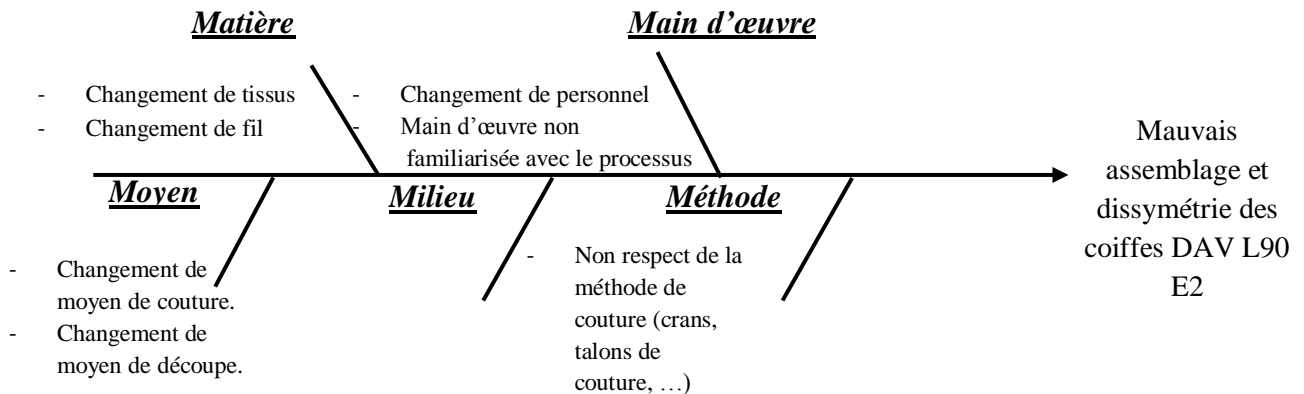 Matière
Main d’œuvre
- Changement de tissus
- Changement de fil
- Changement de personnel
- Main d’œuvre non
familiarisée avec le processus
Mauvais
assemblage et
dissymétrie des
coiffes DAV L90
E2
Moyen
Milieu
Méthode
- Changement de
moyen de couture.
- Changement de
moyen de découpe.
- Non respect de la
méthode de
couture (crans,
talons de
couture, …)